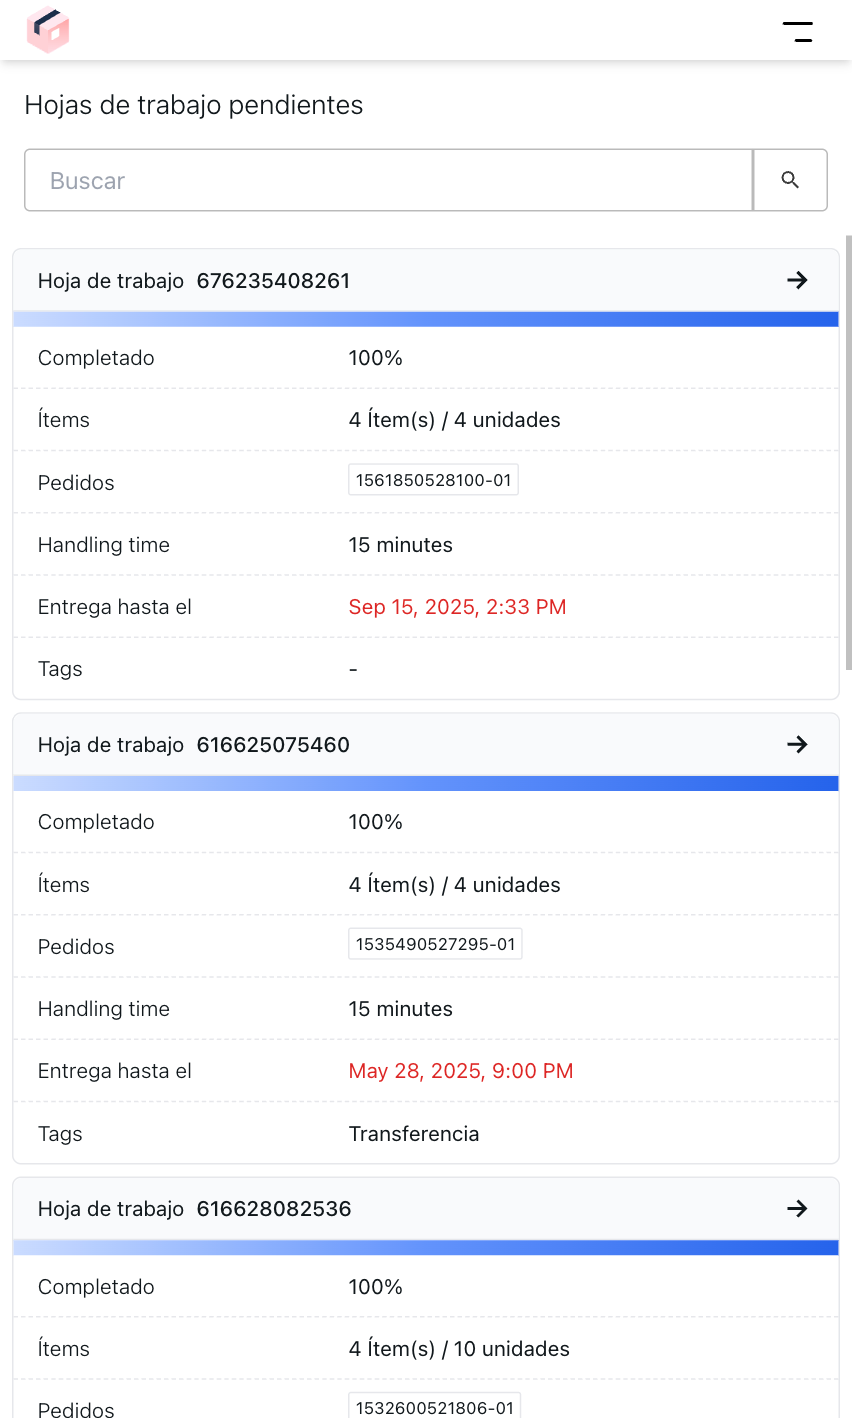 Hojas de trabajo pendientes
Buscar
Hoja de trabajo 676235408261
Completado 100%
Ítems 4 Ítem(s) / 4 unidades
Pedidos 1561850528100-01
Handling time 15 minutes
Entrega hasta el Sep 15, 2025, 2:33 PM
Tags -
Hoja de trabajo 616625075460
Completado 100%
Ítems 4 Ítem(s) / 4 unidades
Pedidos 1535490527295-01
Handling time 15 minutes
Entrega hasta el May 28, 2025, 9:00 PM
Tags Transferencia
Hoja de trabajo 616628082536
Completado 100%
Ítems 4 Ítem(s) / 10 unidades
Pedidos 1532600521806-01